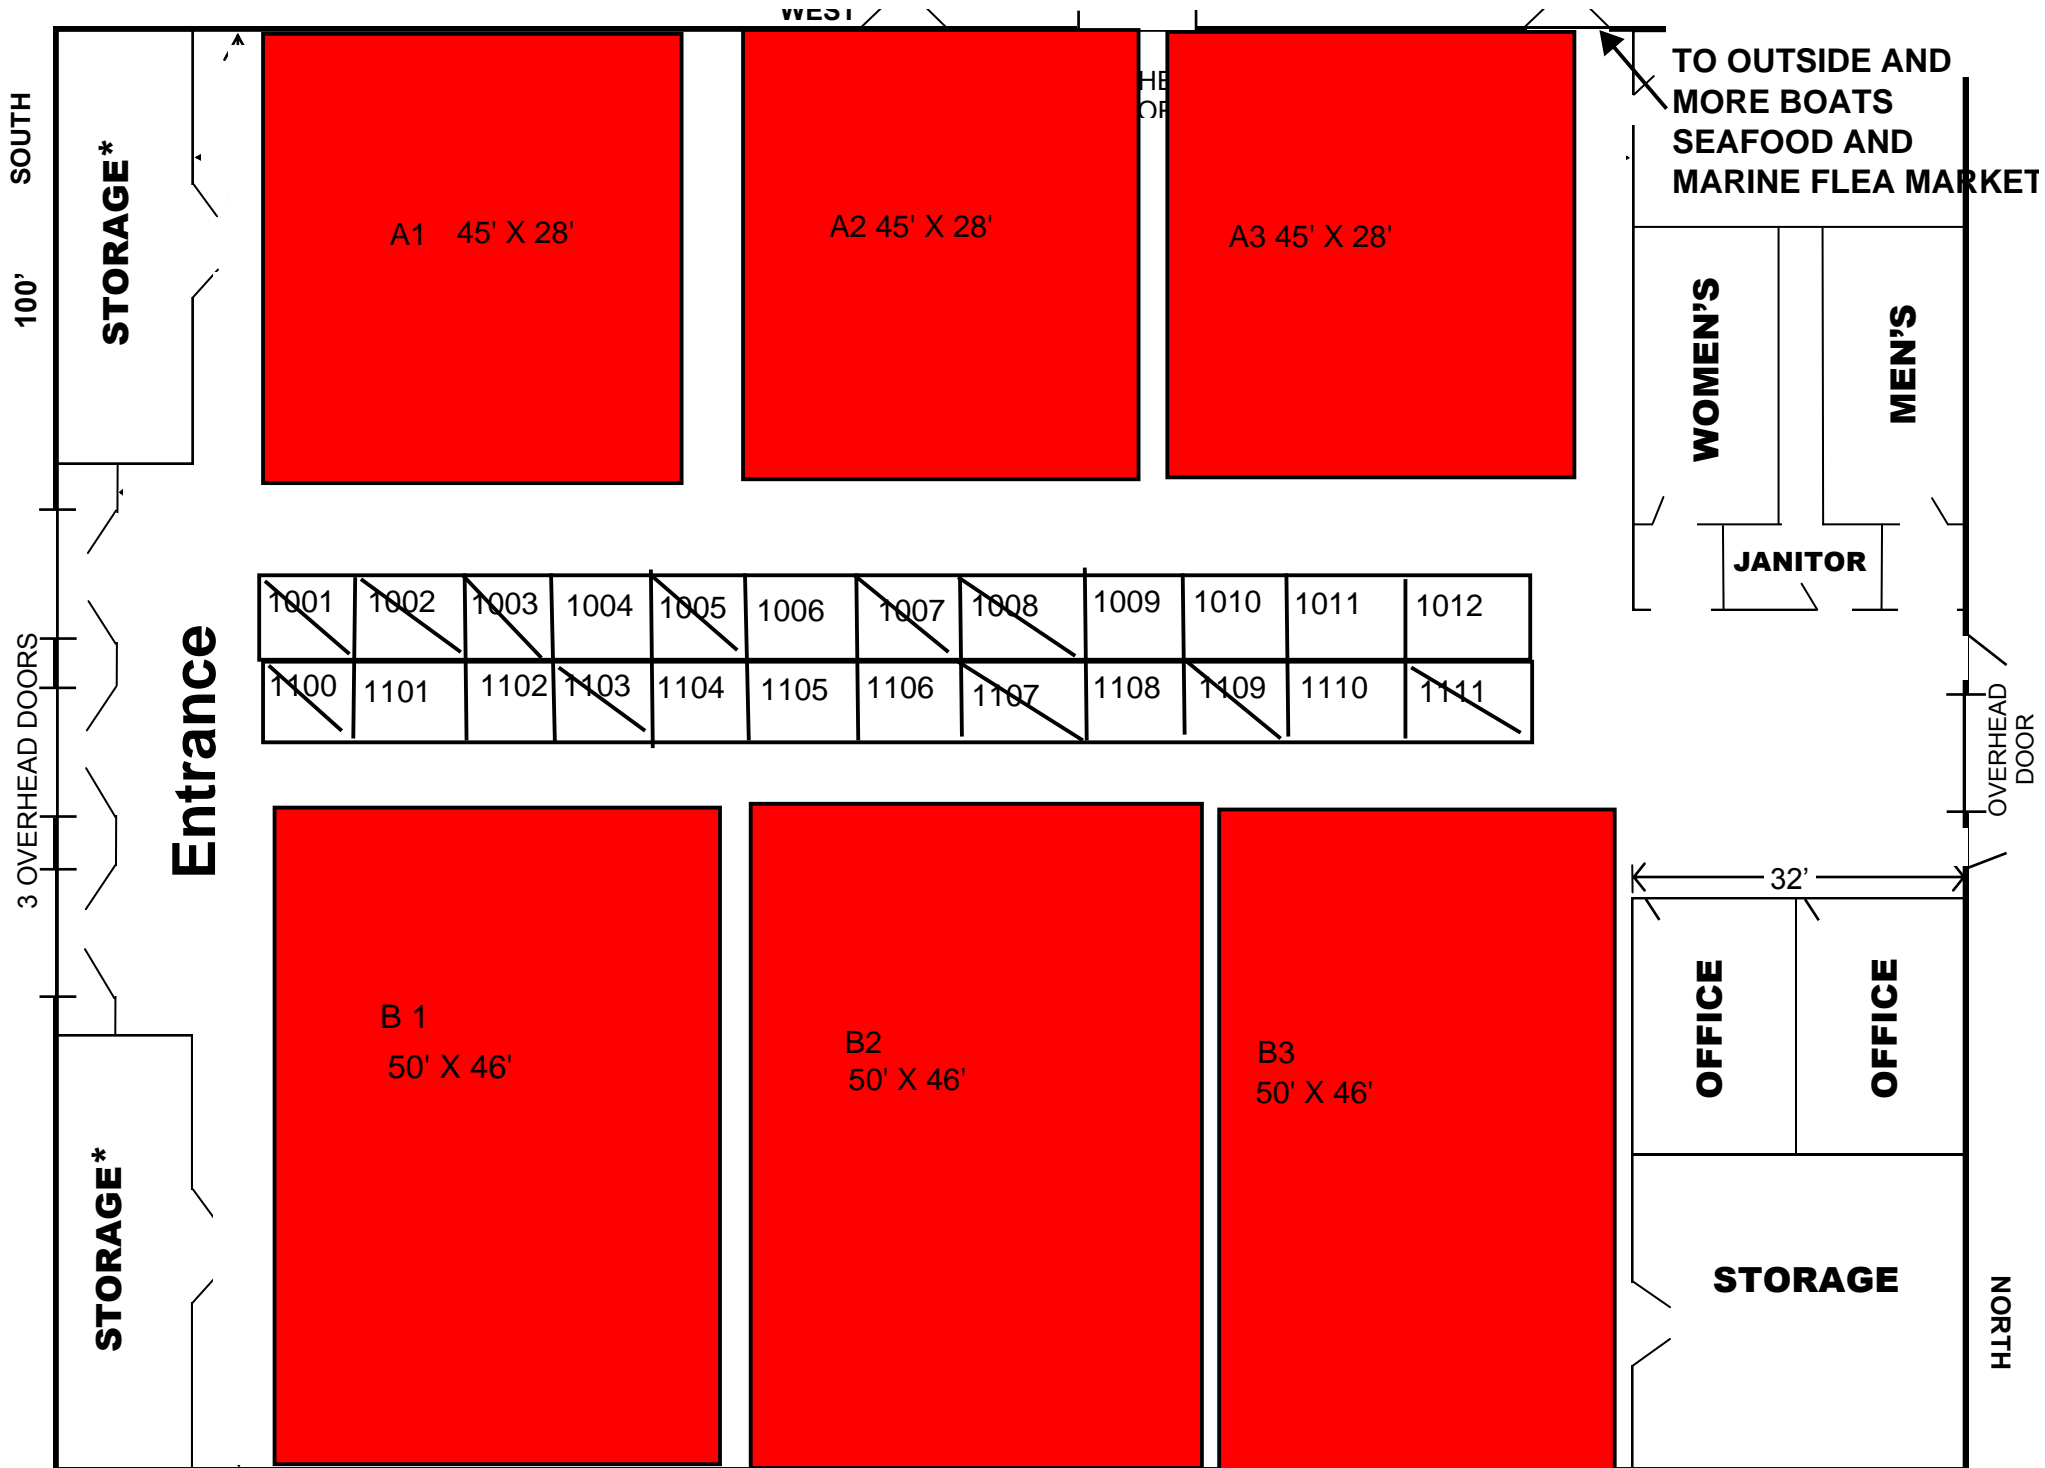 WEST
TO OUTSIDE AND
MORE BOATS
SEAFOOD AND
MARINE FLEA MARKET
SOUTH
100’
STORAGE*
A1 45' X 28'
A2 45' X 28'
A3 45' X 28'
WOMEN’S
MEN’S
JANITOR
3 OVERHEAD DOORS
Entrance
1001 1002 1003 1004 1005 1006 1007 1008 1009 1010 1011 1012
1100 1101 1102 1103 1104 1105 1106 1107 1108 1109 1110 1111
OVERHEAD
DOOR
32’
B 1
50' X 46'
B2
50' X 46'
B3
50' X 46'
OFFICE
OFFICE
STORAGE*
STORAGE
NORTH